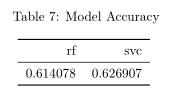 Table 7: Model Accuracy
rf svc
0.614078 0.626907